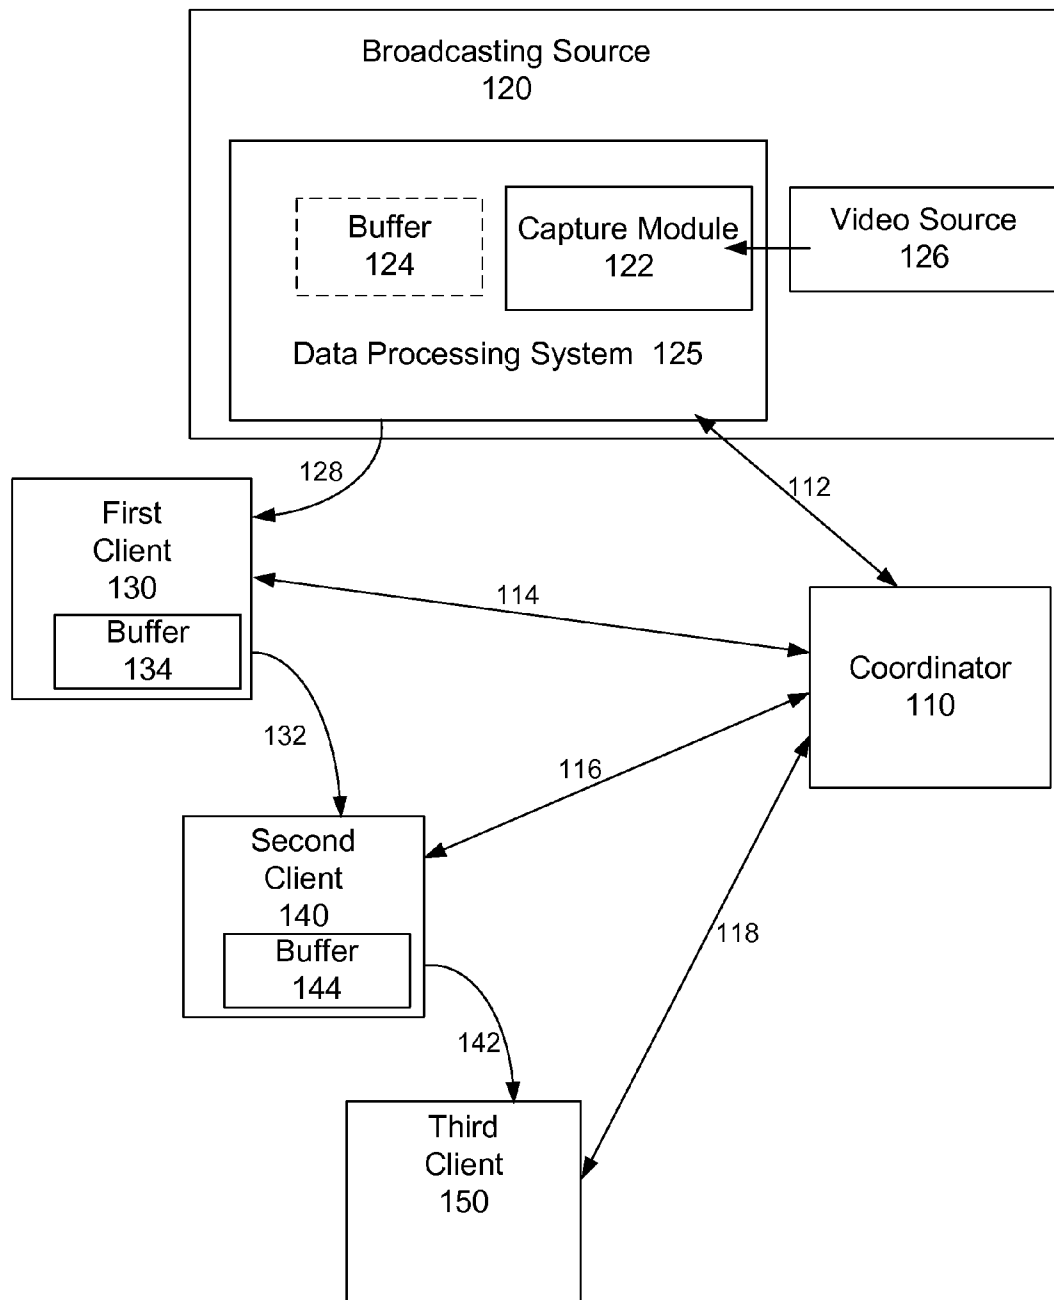 Broadcasting Source
120
Buffer
124
Capture Module
122
Video Source
126
Data Processing System 125
128
112
First
Client
130
Buffer
134
114
Coordinator
110
132
116
Second
Client
140
Buffer
144
118
142
Third
Client
150